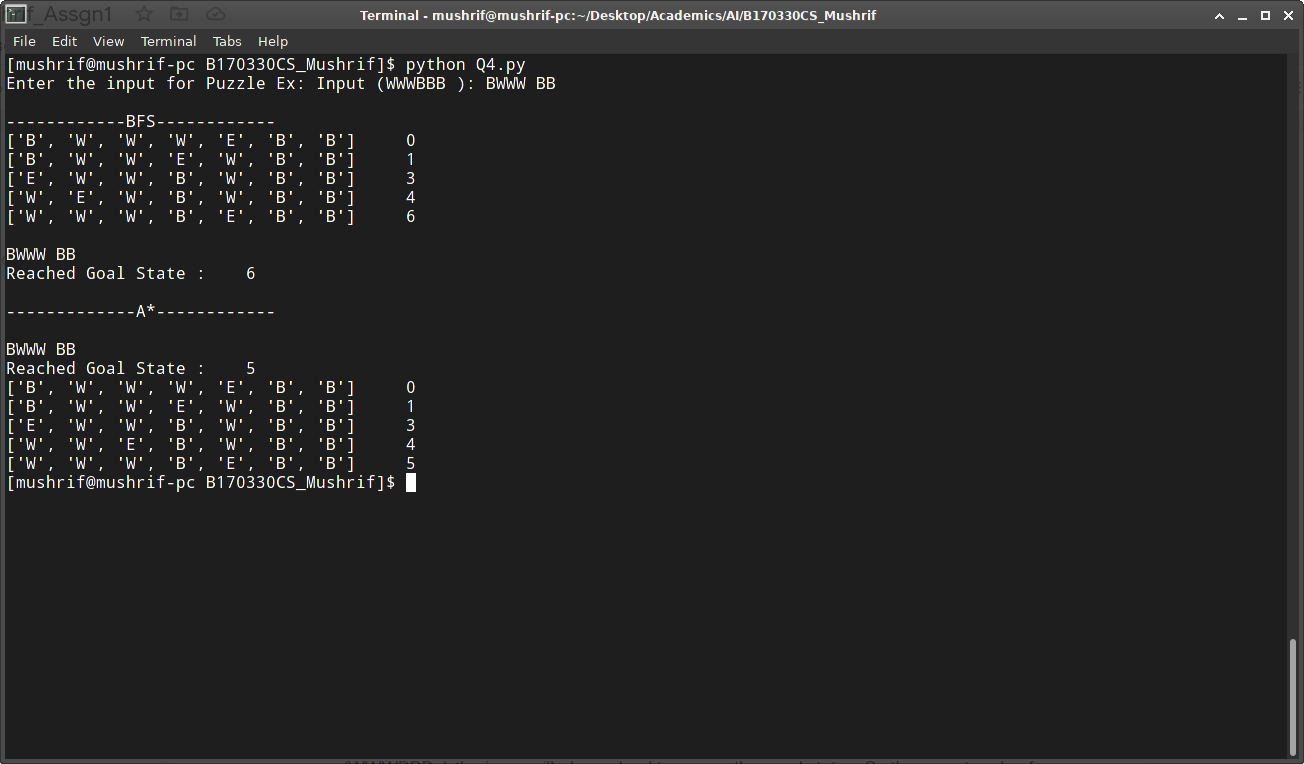 rif_Assgn1
Terminal - mushrif@mushrif-pc:~/Desktop/Academics/AI/B170330CS_Mushrif
File Edit View Terminal Tabs Help
[mushrif@mushrif-pc B170330CS_Mushrif]$ python Q4.py
Enter the input for Puzzle Ex: Input (WWWBBB ): BWWW BB
------------BFS------------
['B', 'W', 'W', 'W', 'E', 'B', 'B'] 0
['B', 'W', 'W', 'E', 'W', 'B', 'B'] 1
['E', 'W', 'W', 'B', 'W', 'B', 'B'] 3
['W', 'E', 'W', 'B', 'W', 'B', 'B'] 4
['W', 'W', 'W', 'B', 'E', 'B', 'B'] 6
BWWW BB
Reached Goal State : 6
-------------A*------------
BWWW BB
Reached Goal State : 5
['B', 'W', 'W', 'W', 'E', 'B', 'B'] 0
['B', 'W', 'W', 'E', 'W', 'B', 'B'] 1
['E', 'W', 'W', 'B', 'W', 'B', 'B'] 3
['W', 'W', 'E', 'B', 'W', 'B', 'B'] 4
['W', 'W', 'W', 'B', 'E', 'B', 'B'] 5
[mushrif@mushrif-pc B170330CS_Mushrif]$